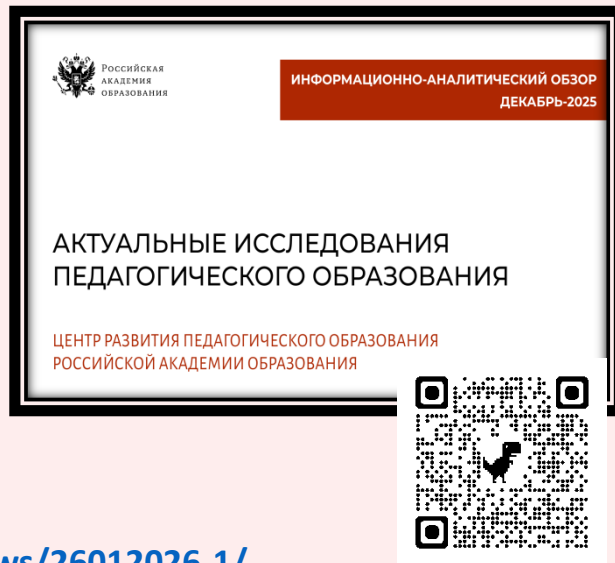 Российская
академия
образования
ИНФОРМАЦИОННО-АНАЛИТИЧЕСКИЙ ОБЗОР
ДЕКАБРЬ-2025
АКТУАЛЬНЫЕ ИССЛЕДОВАНИЯ
ПЕДАГОГИЧЕСКОГО ОБРАЗОВАНИЯ
ЦЕНТР РАЗВИТИЯ ПЕДАГОГИЧЕСКОГО ОБРАЗОВАНИЯ
РОССИЙСКОЙ АКАДЕМИИ ОБРАЗОВАНИЯ
ws/26012026-1/